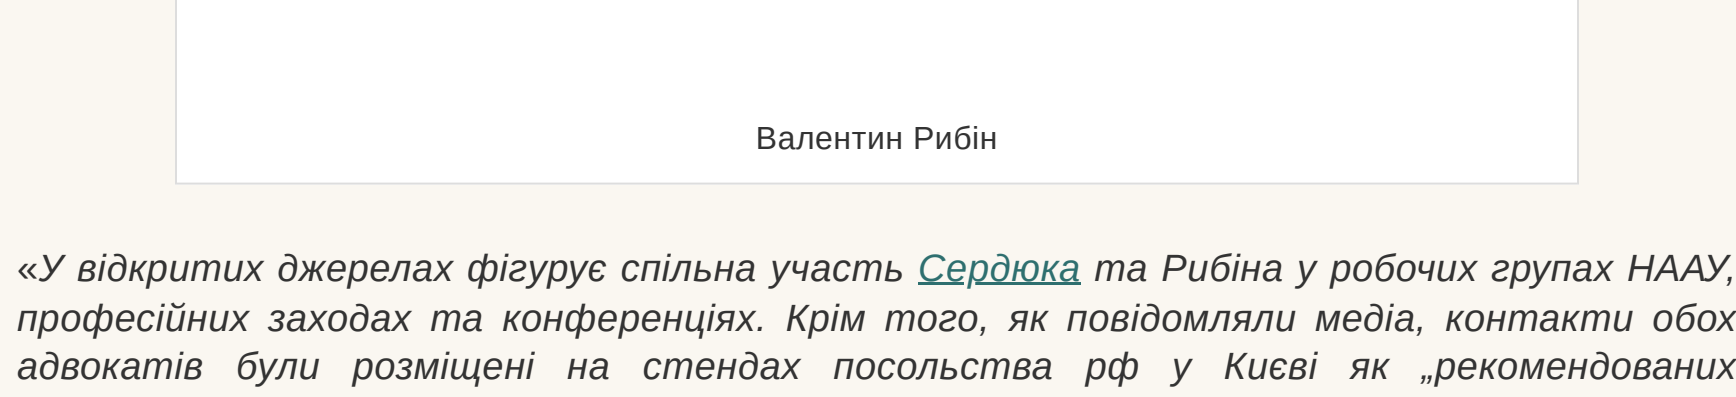 Валентин Рибін
«У відкритих джерелах фігурує спільна участь Сердюка та Рибіна у робочих групах НААУ,
професійних заходах та конференціях. Крім того, як повідомляли медіа, контакти обох
адвокатів були розміщені на стендах посольства рф у Києві як „рекомендованих